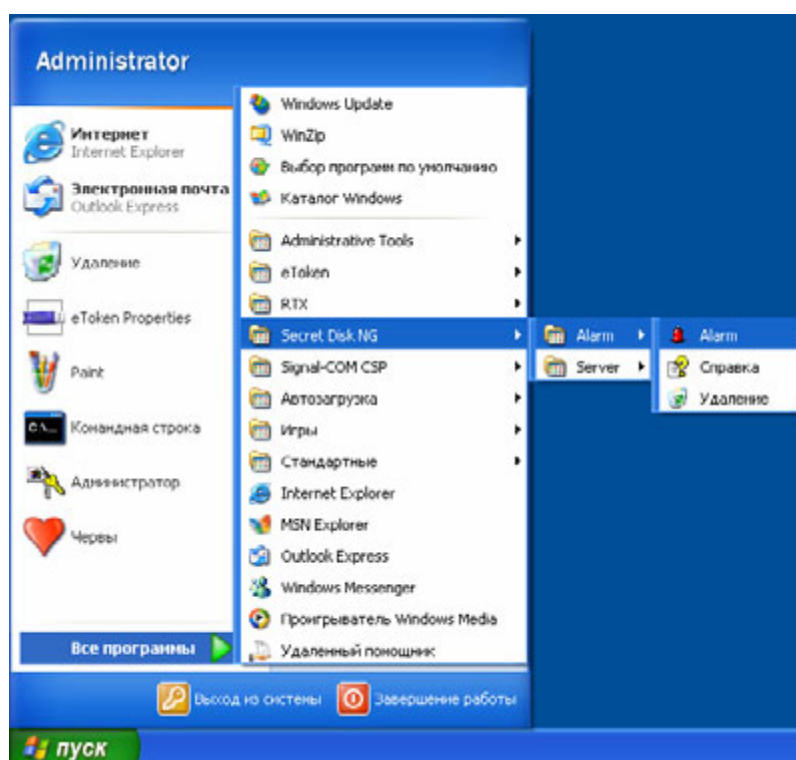 Administrator
Интернет
Internet Explorer
Электронная почта
Outlook Express
Удаление
eToken Properties
Paint
Командная строка
Администратор
Червы
Все программы
Windows Update
WinZip
Выбор программ по умолчанию
Каталог Windows
Administrative Tools
eToken
RTX
Secret Disk NG
Signal-COM CSP
Автозагрузка
Игры
Стандартные
Internet Explorer
MSN Explorer
Outlook Express
Windows Messenger
Проигрыватель Windows Media
Удаленный помощник
Alarm
Server
Alarm
Справка
Удаление
Выход из системы
Завершение работы
пуск